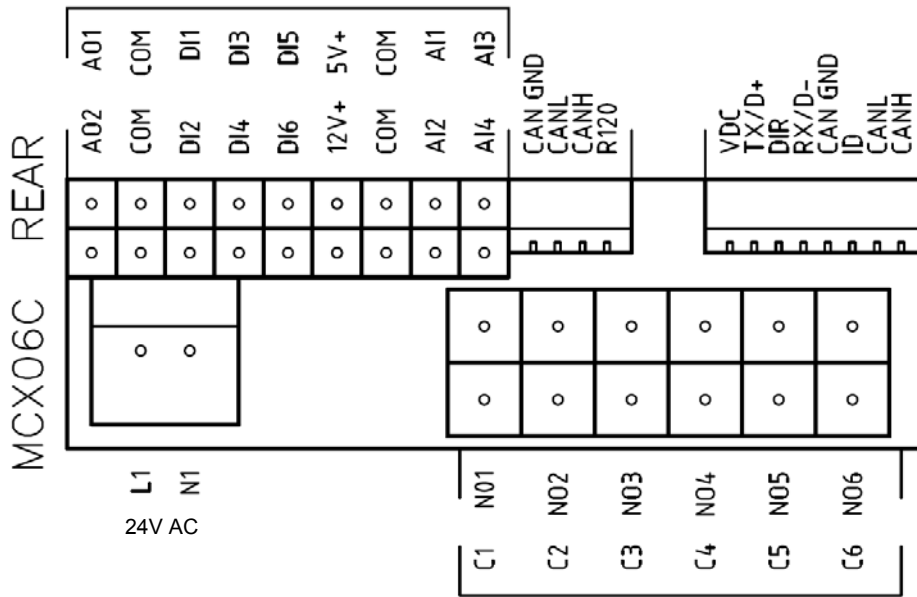 AO1 COM DI1 DI3 DI5 5V+ COM AI1 AI3
AO2 COM DI2 DI4 DI6 12V+ COM AI2 AI4
CAN GND
CANL
CANH
R120
VDC
TX/D+
DIR
RX/D-
CAN GND
ID
CANL
CANH
MCX06C REAR
L1 N1
24V AC
NO1 NO2 NO3 NO4 NO5 NO6
C1 C2 C3 C4 C5 C6